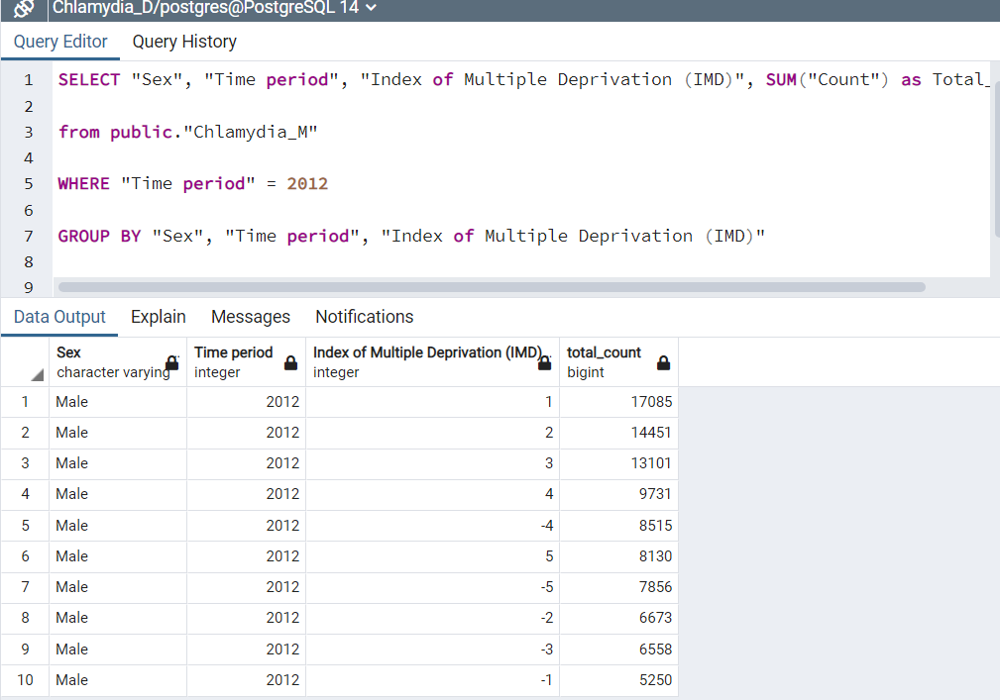 Chlamydia_D/postgres@PostgreSQL 14
Query Editor Query History
1 SELECT "Sex", "Time period", "Index of Multiple Deprivation (IMD)", SUM("Count") as Total_
2
3 from public."Chlamydia_M"
4
5 WHERE "Time period" = 2012
6
7 GROUP BY "Sex", "Time period", "Index of Multiple Deprivation (IMD)"
8
9
Data Output Explain Messages Notifications
Sex Time period Index of Multiple Deprivation (IMD) total_count
character varying integer integer bigint
1 Male 2012 1 17085
2 Male 2012 2 14451
3 Male 2012 3 13101
4 Male 2012 4 9731
5 Male 2012 -4 8515
6 Male 2012 5 8130
7 Male 2012 -5 7856
8 Male 2012 -2 6673
9 Male 2012 -3 6558
10 Male 2012 -1 5250